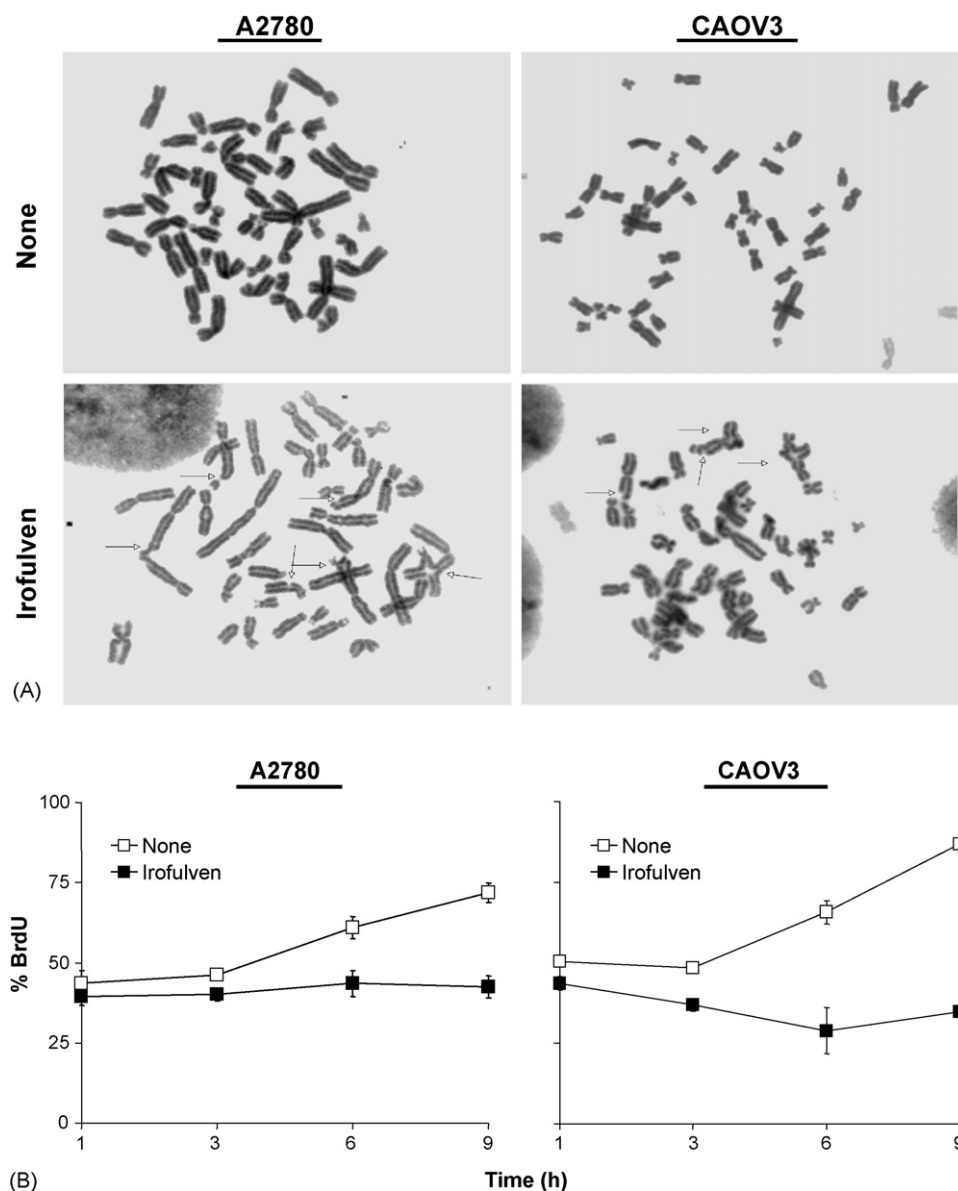 A2780 CAOV3
None
Irofulven
(A)
A2780 CAOV3
100
75
50
25
0
% BrdU
None
Irofulven
None
Irofulven
1 3 6 9 1 3 6 9
(B) Time (h)